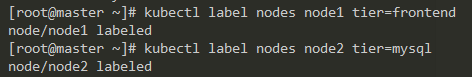 [root@master ~]# kubectl label nodes node1 tier=frontend
node/node1 labeled
[root@master ~]# kubectl label nodes node2 tier=mysql
node/node2 labeled